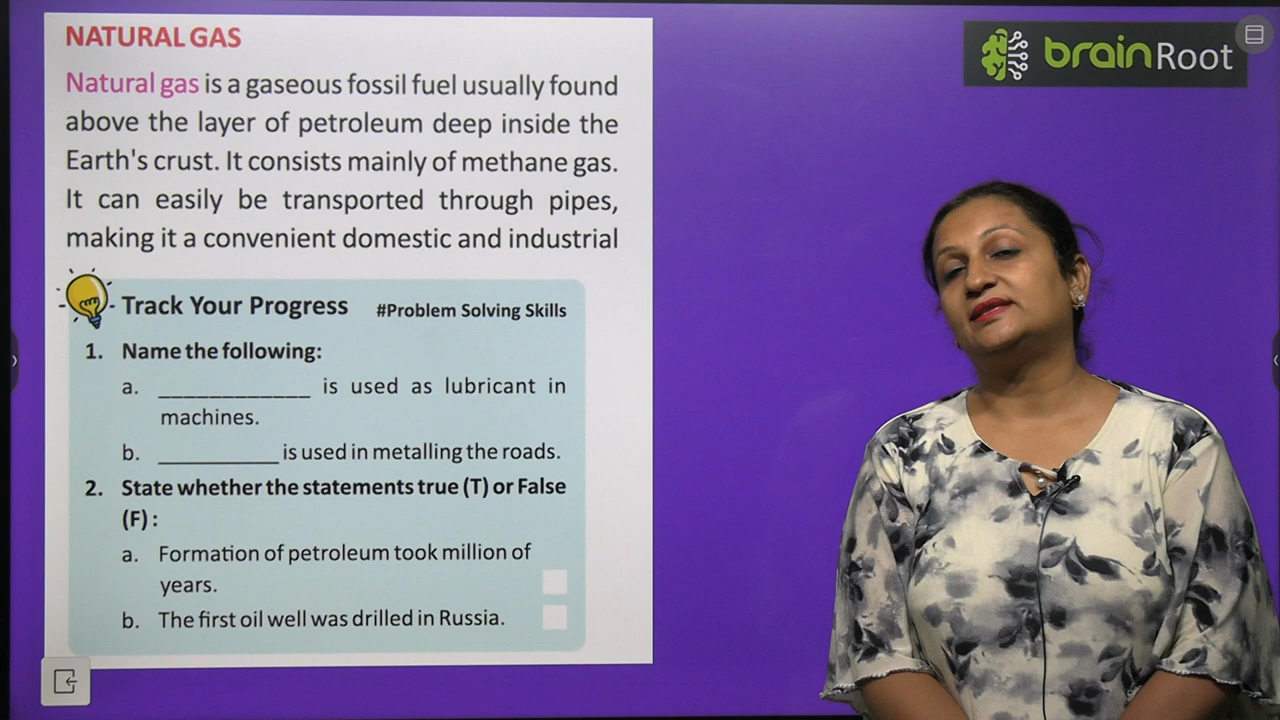 NATURAL GAS
Natural gas is a gaseous fossil fuel usually found
above the layer of petroleum deep inside the
Earth's crust. It consists mainly of methane gas.
It can easily be transported through pipes,
making it a convenient domestic and industrial
Track Your Progress #Problem Solving Skills
1. Name the following:
a. ____________ is used as lubricant in
machines.
b. __________ is used in metalling the roads.
2. State whether the statements true (T) or False
(F) :
a. Formation of petroleum took million of
years.
b. The first oil well was drilled in Russia.
brainRoot